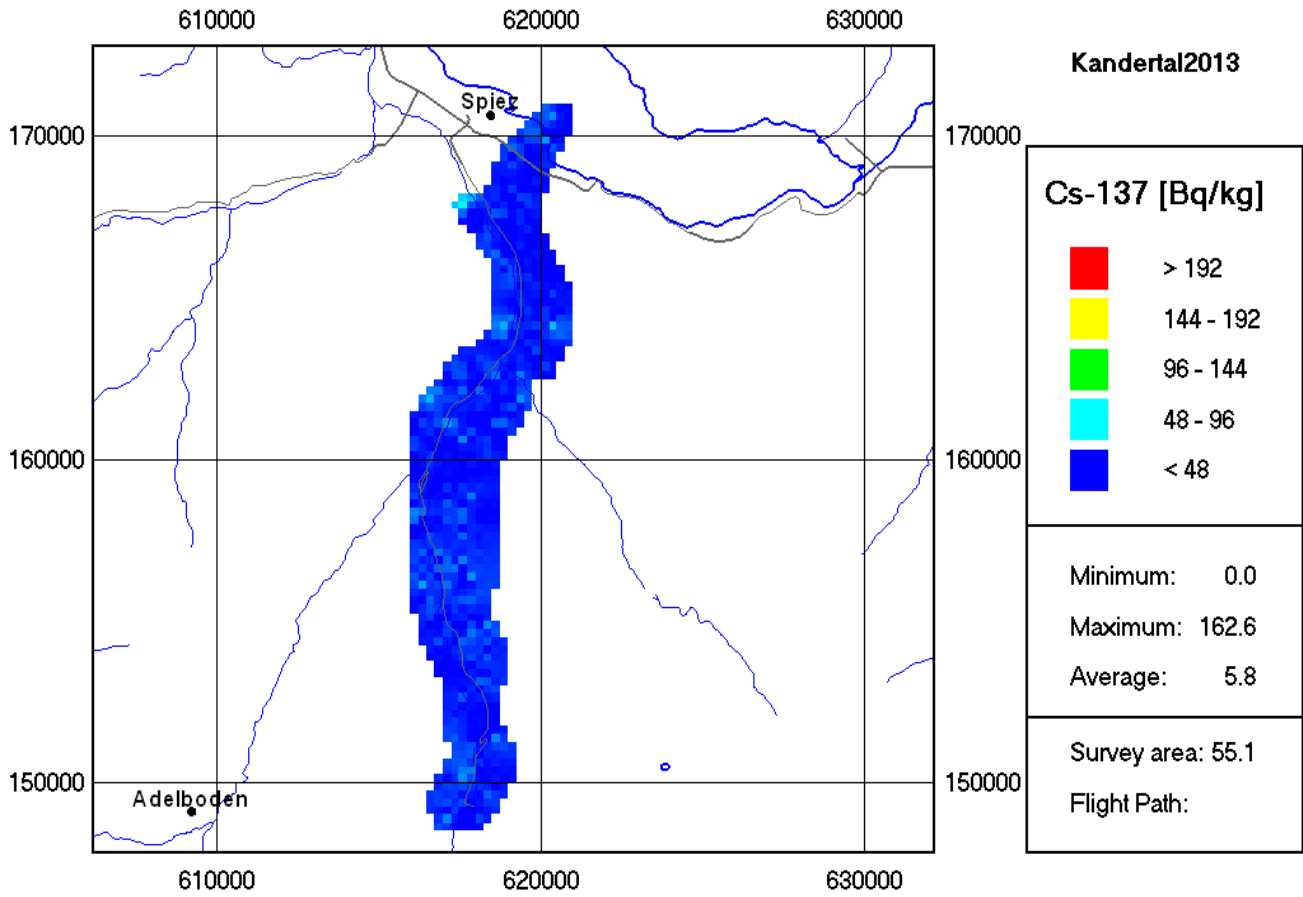 610000 620000 630000
Kandertal2013
Spiez
170000 170000
Cs-137 [Bq/kg]
> 192
144 - 192
96 - 144
48 - 96
< 48
160000 160000
Minimum: 0.0
Maximum: 162.6
Average: 5.8
Survey area: 55.1
Flight Path:
150000 150000
Adelboden
610000 620000 630000